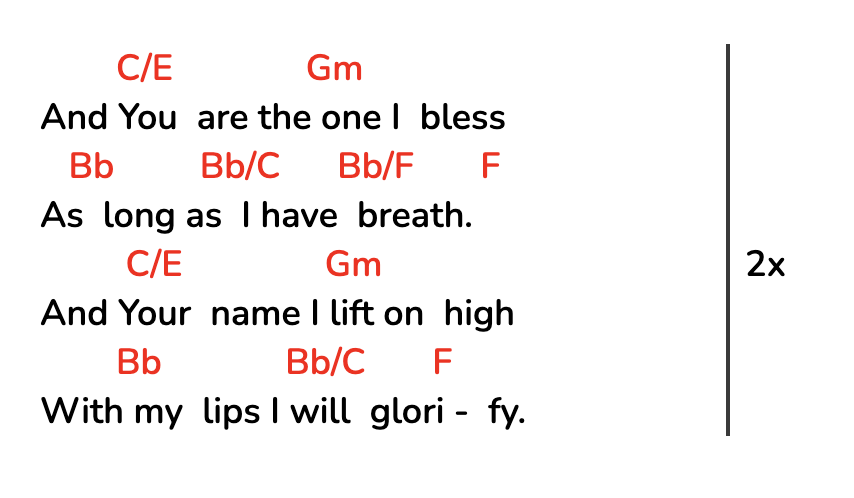 C/E Gm
And You are the one I bless
Bb Bb/C Bb/F F
As long as I have breath.
C/E Gm
2x
And Your name I lift on high
Bb Bb/C F
With my lips I will glori - fy.